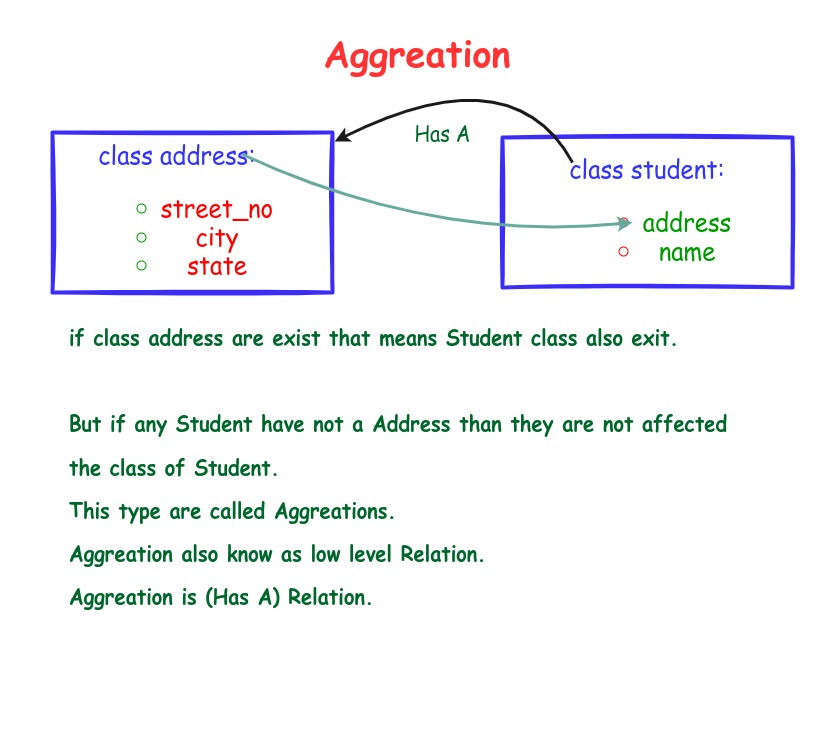 Aggreation
Has A
class address:
street_no
city
state
class student:
address
name
if class address are exist that means Student class also exit.
But if any Student have not a Address than they are not affected
the class of Student.
This type are called Aggreations.
Aggreation also know as low level Relation.
Aggreation is (Has A) Relation.